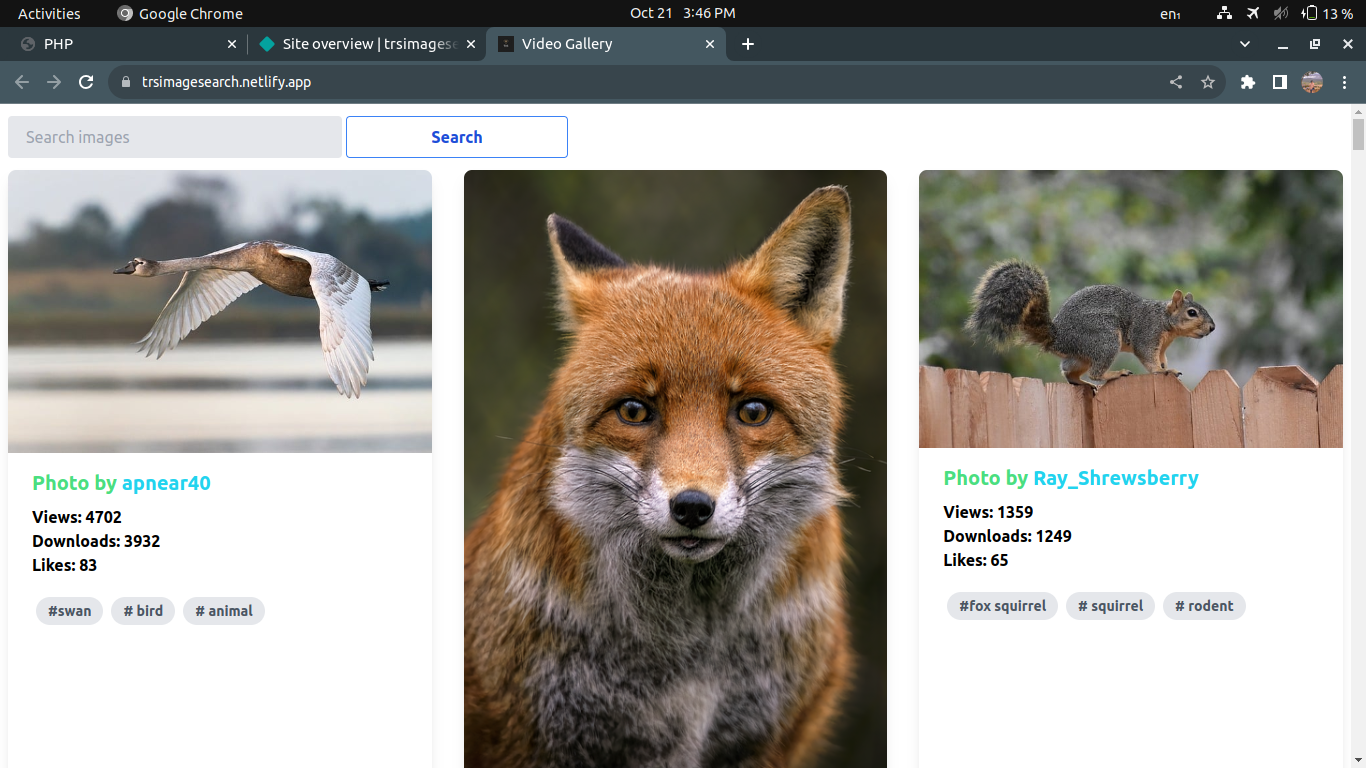 Activities Google Chrome Oct 21 3:46 PM en₁ 13 %
PHP Site overview | trsimagese Video Gallery
trsimagesearch.netlify.app
Search images Search
Photo by apnear40
Views: 4702
Downloads: 3932
Likes: 83
#swan # bird # animal
Photo by Ray_Shrewsberry
Views: 1359
Downloads: 1249
Likes: 65
#fox squirrel # squirrel # rodent